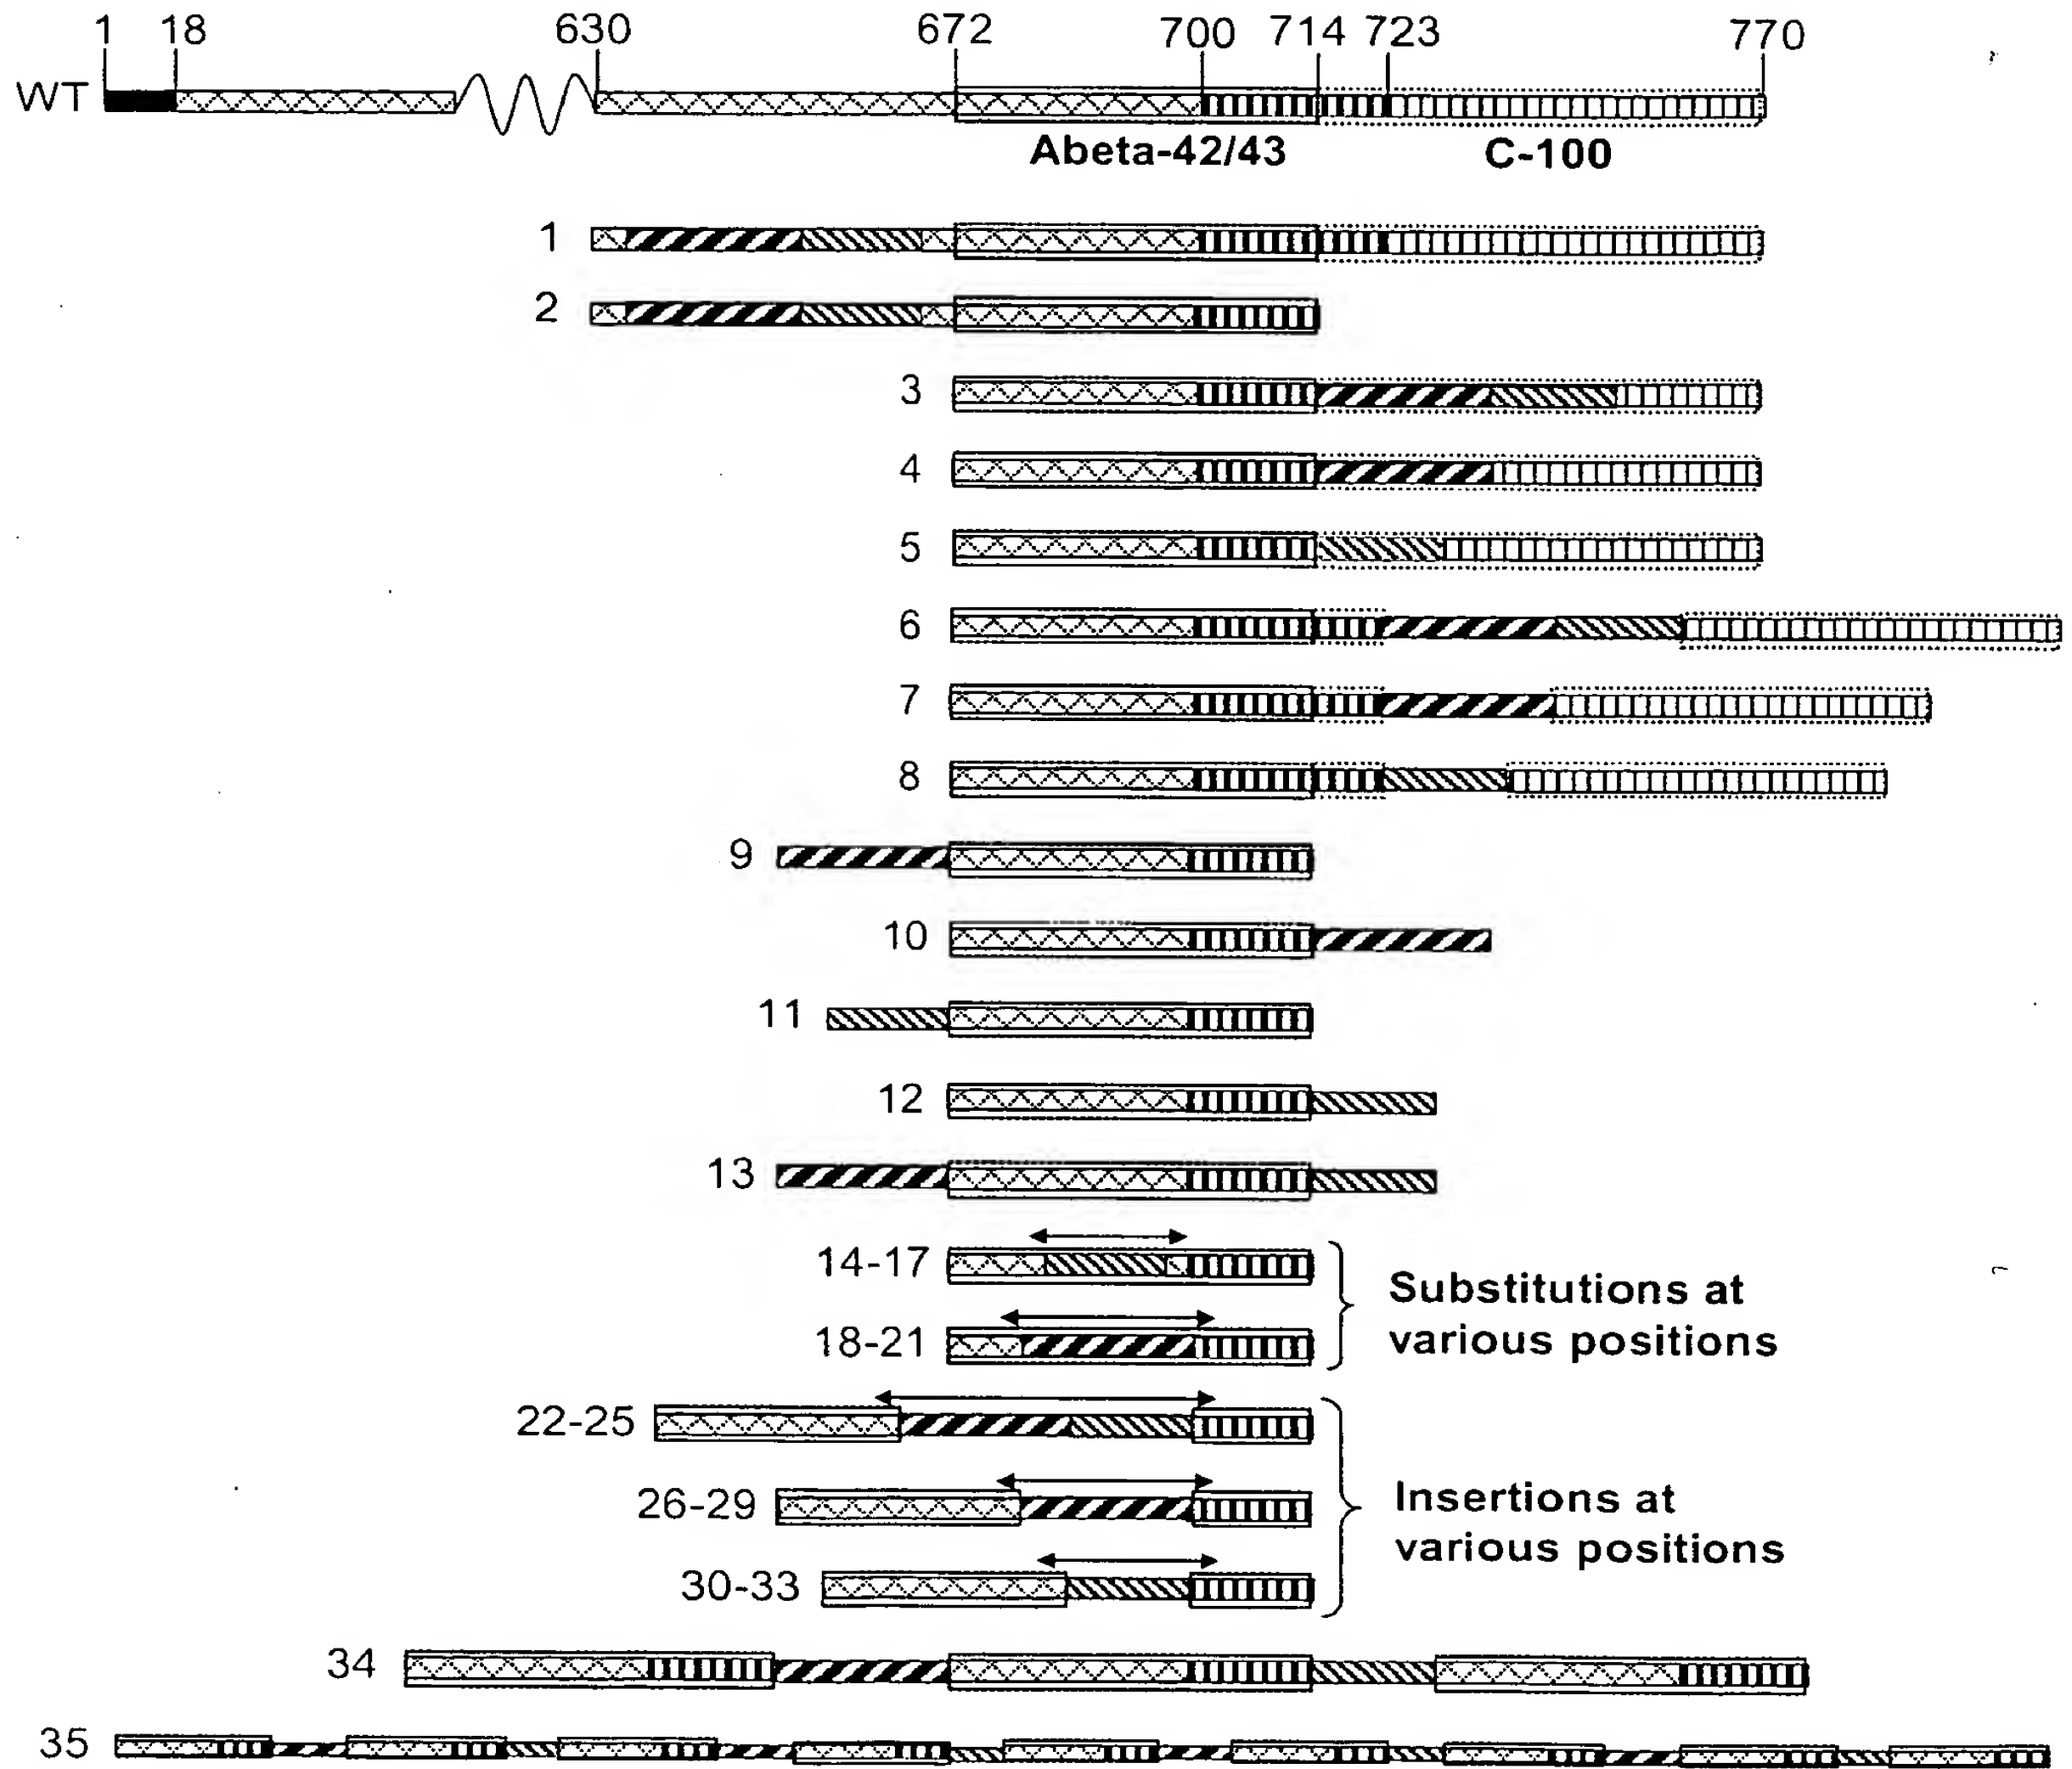 1 18 630 672 700 714 723 770
WT
Abeta-42/43 C-100
1
2
3
4
5
6
7
8
9
10
11
12
13
14-17
Substitutions at
various positions
18-21
22-25
26-29
Insertions at
various positions
30-33
34
35